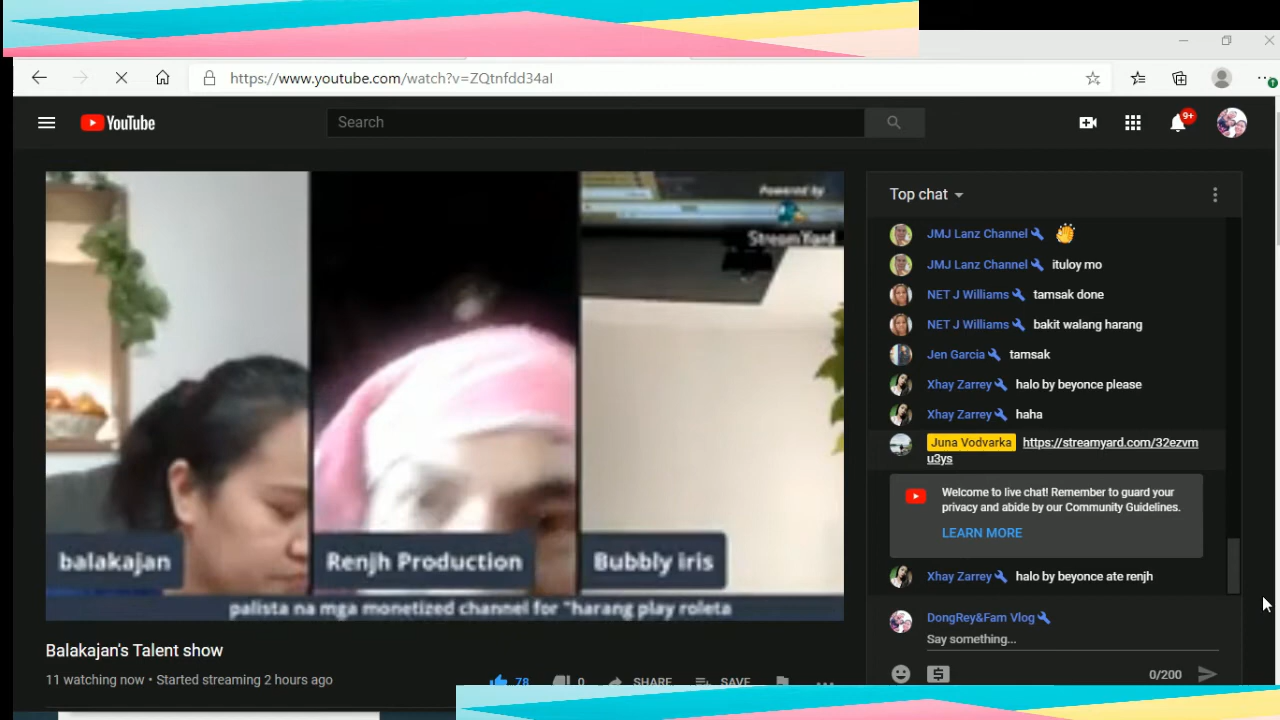 https://www.youtube.com/watch?v=ZQtnfdd34aI
YouTube
Search
9+
Powered by
StreamYard
balakajan
Renjh Production
Bubbly iris
palista na mga monetized channel for "harang play roleta
Balakajan's Talent show
11 watching now • Started streaming 2 hours ago
78
0
SHARE
SAVE
Top chat
JMJ Lanz Channel 👏
JMJ Lanz Channel ituloy mo
NET J Williams tamsak done
NET J Williams bakit walang harang
Jen Garcia tamsak
Xhay Zarrey halo by beyonce please
Xhay Zarrey haha
Juna Vodvarka https://streamyard.com/32ezvm
u3ys
Welcome to live chat! Remember to guard your
privacy and abide by our Community Guidelines.
LEARN MORE
Xhay Zarrey halo by beyonce ate renjh
DongRey&Fam Vlog
Say something...
0/200